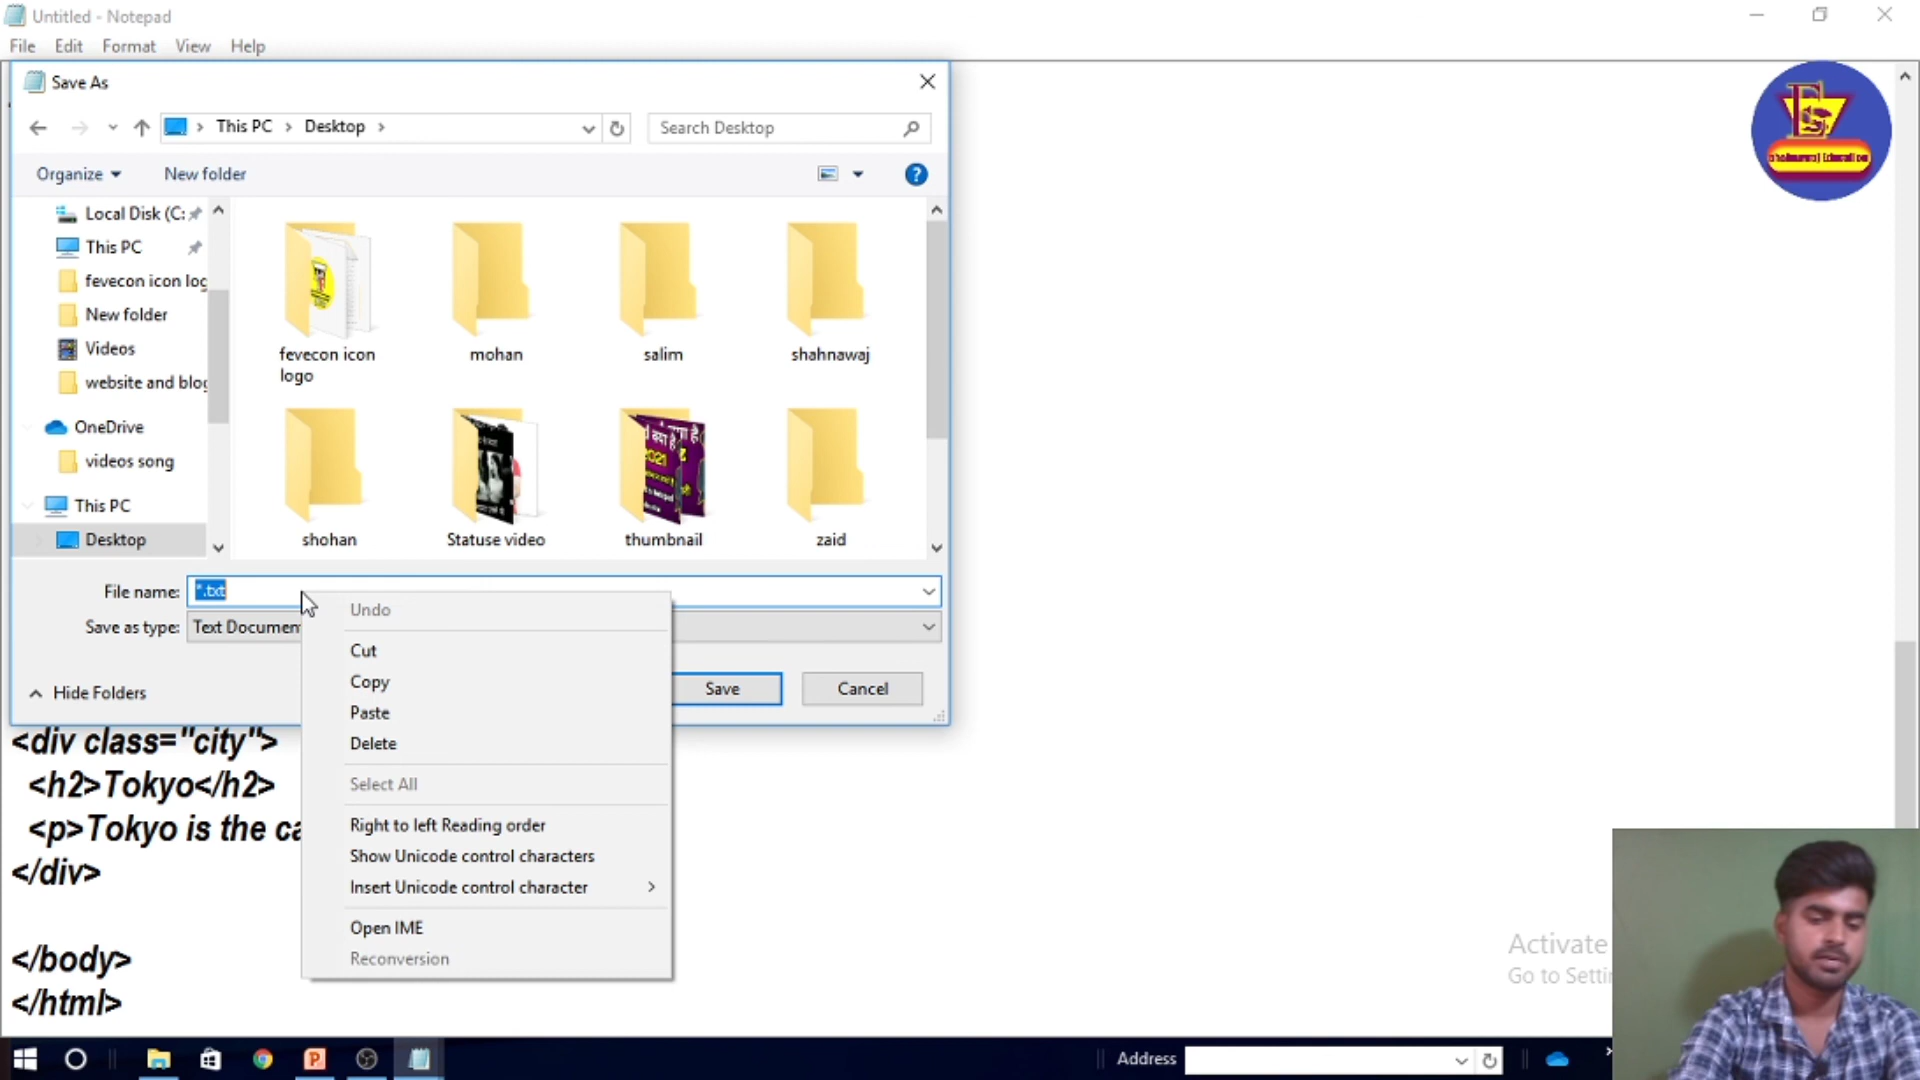 Untitled - Notepad
File Edit Format View Help
Save As
This PC Desktop
Search Desktop
Organize New folder
Local Disk (C:
This PC
fevecon icon log
New folder
Videos
website and blog
OneDrive
videos song
This PC
Desktop
fevecon icon logo
mohan
salim
shahnawaj
shohan
Statuse video
thumbnail
zaid
2021
File name: *.txt
Save as type: Text Documen
Undo
Cut
Copy
Paste
Delete
Select All
Right to left Reading order
Show Unicode control characters
Insert Unicode control character
Open IME
Reconversion
Hide Folders
Save
Cancel
<div class="city">
<h2>Tokyo</h2>
<p>Tokyo is the ca
</div>
</body>
</html>
Activate
Go to Setti
Address